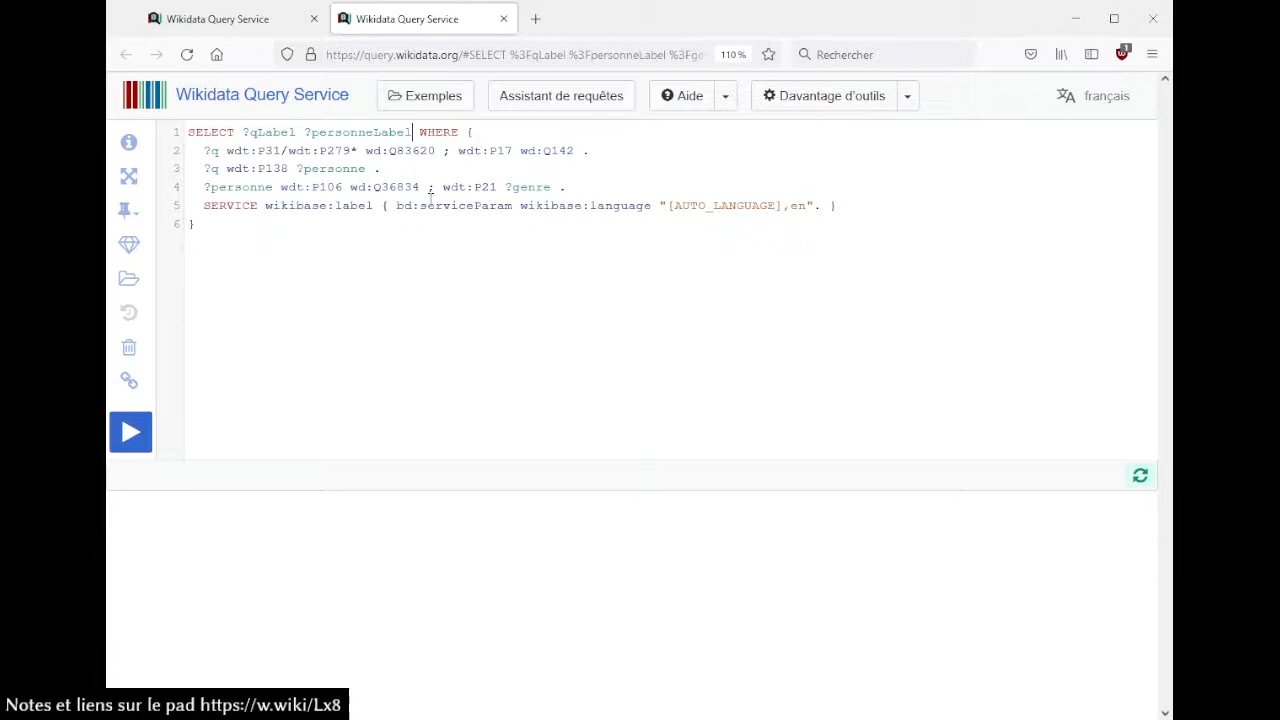 Wikidata Query Service
Wikidata Query Service
https://query.wikidata.org/#SELECT %3FqLabel %3FpersonneLabel %3Fge
110 %
Rechercher
1
Wikidata Query Service
Exemples
Assistant de requêtes
Aide
Davantage d'outils
français
1 SELECT ?qLabel ?personneLabel WHERE {
2 ?q wdt:P31/wdt:P279* wd:Q83620 ; wdt:P17 wd:Q142 .
3 ?q wdt:P138 ?personne .
4 ?personne wdt:P106 wd:Q36834 ; wdt:P21 ?genre .
5 SERVICE wikibase:label { bd:serviceParam wikibase:language "[AUTO_LANGUAGE],en". }
6 }
Notes et liens sur le pad https://w.wiki/Lx8